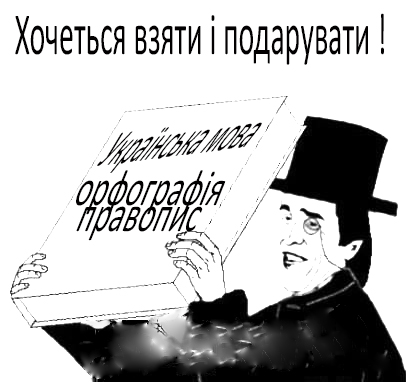 Хочеться взяти і подарувати !
Українська мова
орфографія
правопис